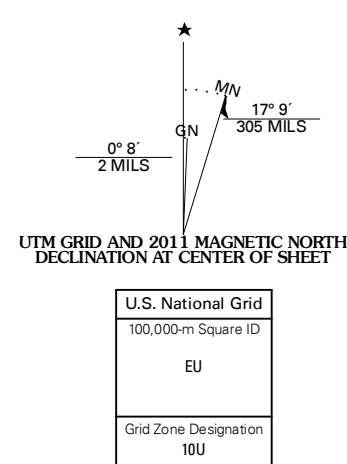 MN
GN
17° 9´
305 MILS
0° 8´
2 MILS
UTM GRID AND 2011 MAGNETIC NORTH
DECLINATION AT CENTER OF SHEET
U.S. National Grid
100,000-m Square ID
EU
Grid Zone Designation
10U